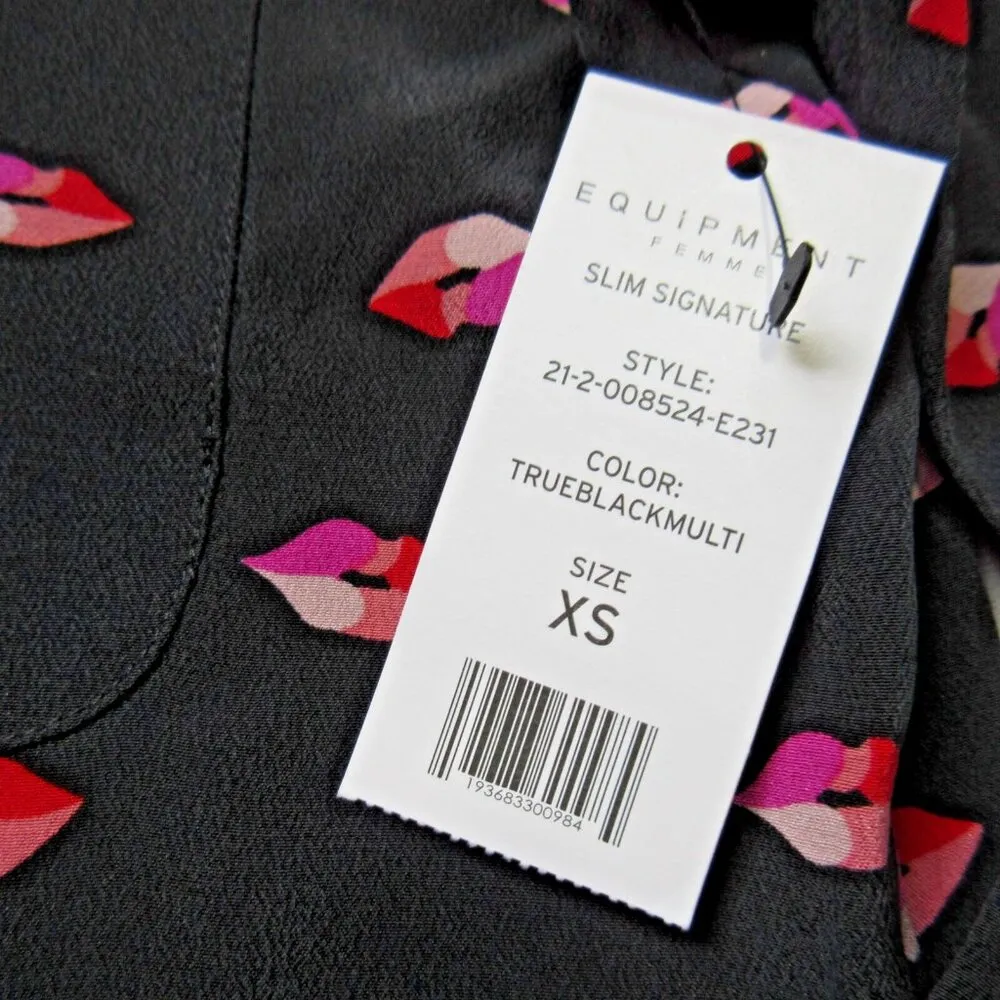 EQUiPMENT
FEMME
SLIM SIGNATURE
STYLE:
21-2-008524-E231
COLOR:
TRUEBLACKMULTI
SIZE
XS
193683300984